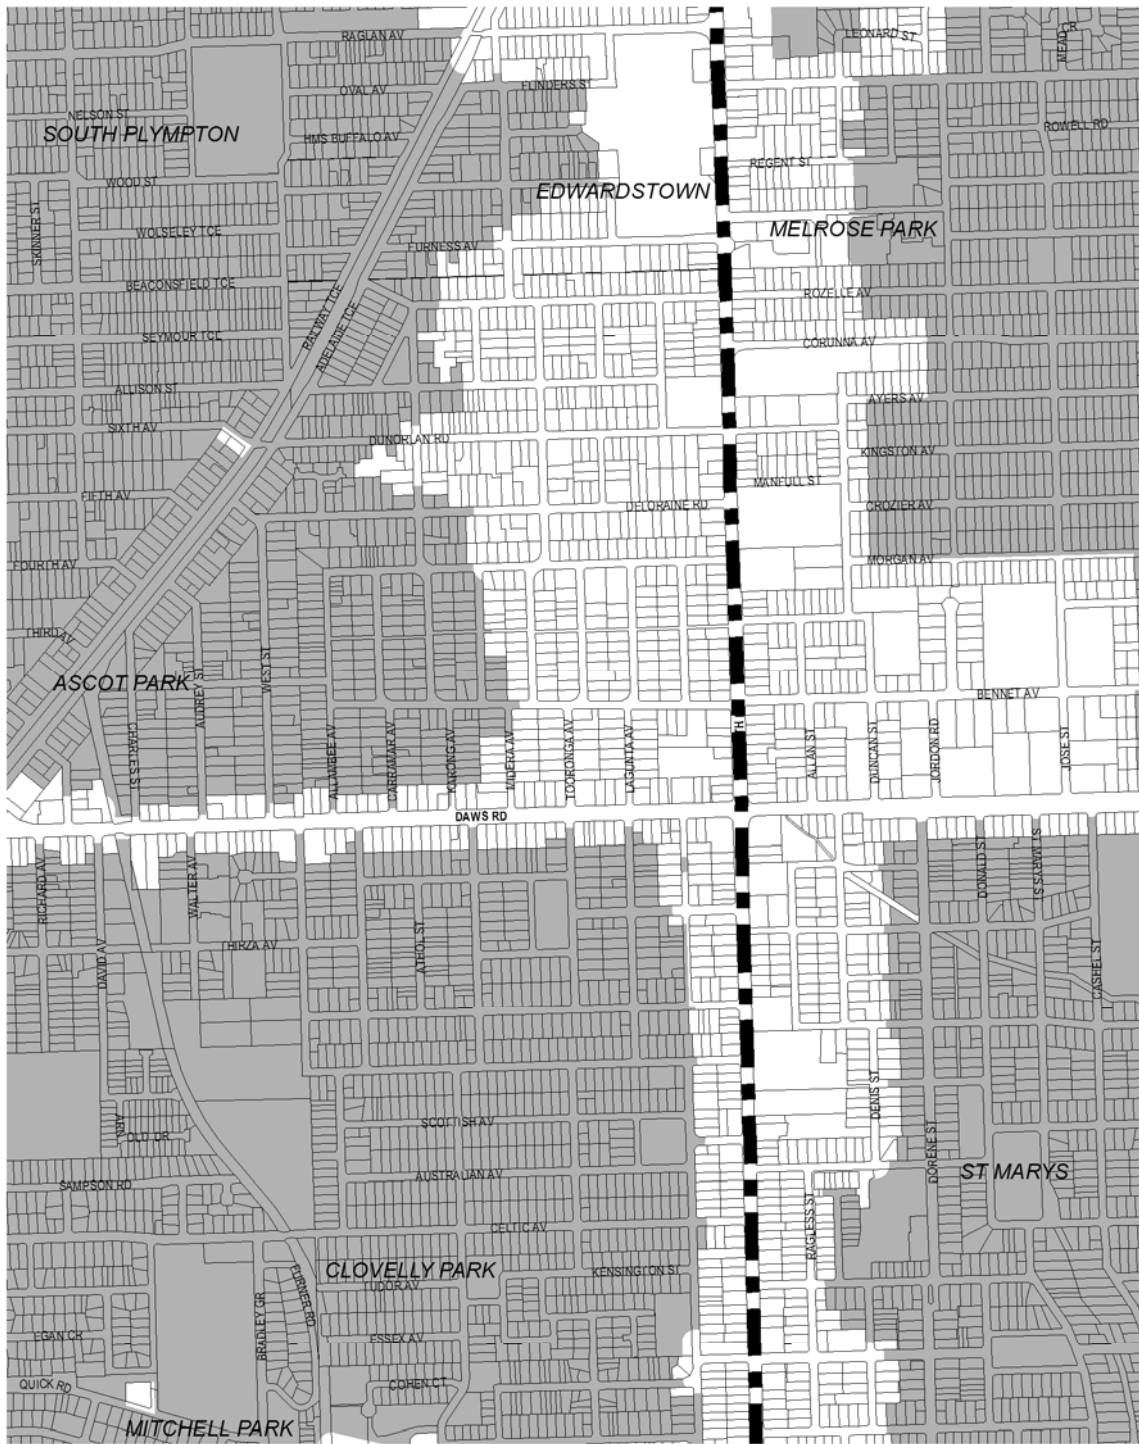 RAGLAN AV
LEONARD ST
MEAD CR
OVAL AV
FLINDERS ST
NELSON ST
SOUTH PLYMPTON
HMS BUFFALO AV
ROWELL RD
REGENT ST
WOOD ST
EDWARDSTOWN
SKINNER ST
WOLSELEY TCE
MELROSE PARK
FURNESS AV
BEACONSFIELD TCE
ROZELLE AV
RAILWAY TCE
ADELAIDE TCE
SEYMOUR TCE
CORUNNA AV
ALLISON ST
AYERS AV
SIXTH AV
DUNORLAN RD
KINGSTON AV
MANFULL ST
FIFTH AV
DELORAINE RD
CROZIER AV
FOURTH AV
MORGAN AV
THIRD AV
WEST ST
ASCOT PARK
AUDREY ST
BENNET AV
CHARLES ST
ALLAMBEE AV
CARRAMAR AV
KARONG AV
MIDERA AV
TOORONGA AV
LAGUNTA AV
H
ALLAN ST
DUNCAN ST
JORDON RD
JOSE ST
DAWS RD
RICHARD AV
WALTER AV
DONALD ST
ST MARYS ST
THIRZA AV
ATHOL ST
DAVID AV
CASHEL ST
DENIS ST
ARN
OLD DR
SCOTTISH AV
DORENE ST
AUSTRALIAN AV
ST MARYS
SAMPSON RD
RAGLESS ST
CELTIC AV
CLOVELLY PARK
KENSINGTON ST
TUDOR AV
FURNER RD
BRADLEY GR
EGAN CR
ESSEX AV
QUICK RD
COHEN CT
MITCHELL PARK